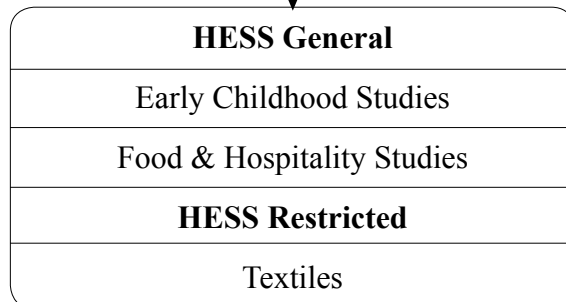 HESS General
Early Childhood Studies
Food & Hospitality Studies
HESS Restricted
Textiles